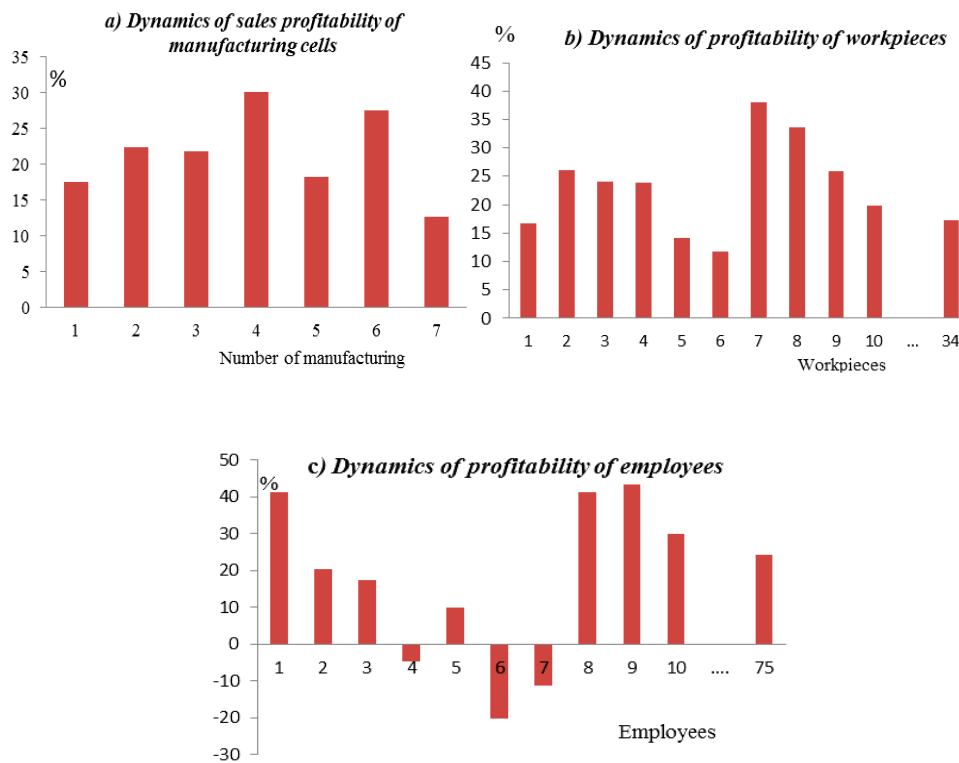 a) Dynamics of sales profitability of
manufacturing cells
%
35
30
25
20
15
10
5
0
1 2 3 4 5 6 7
Number of manufacturing
% b) Dynamics of profitability of workpieces
45
40
35
30
25
20
15
10
5
0
1 2 3 4 5 6 7 8 9 10 ... 34
Workpieces
c) Dynamics of profitability of employees
%
50
40
30
20
10
0
-10
-20
-30
1 2 3 4 5 6 7 8 9 10 .... 75
Employees